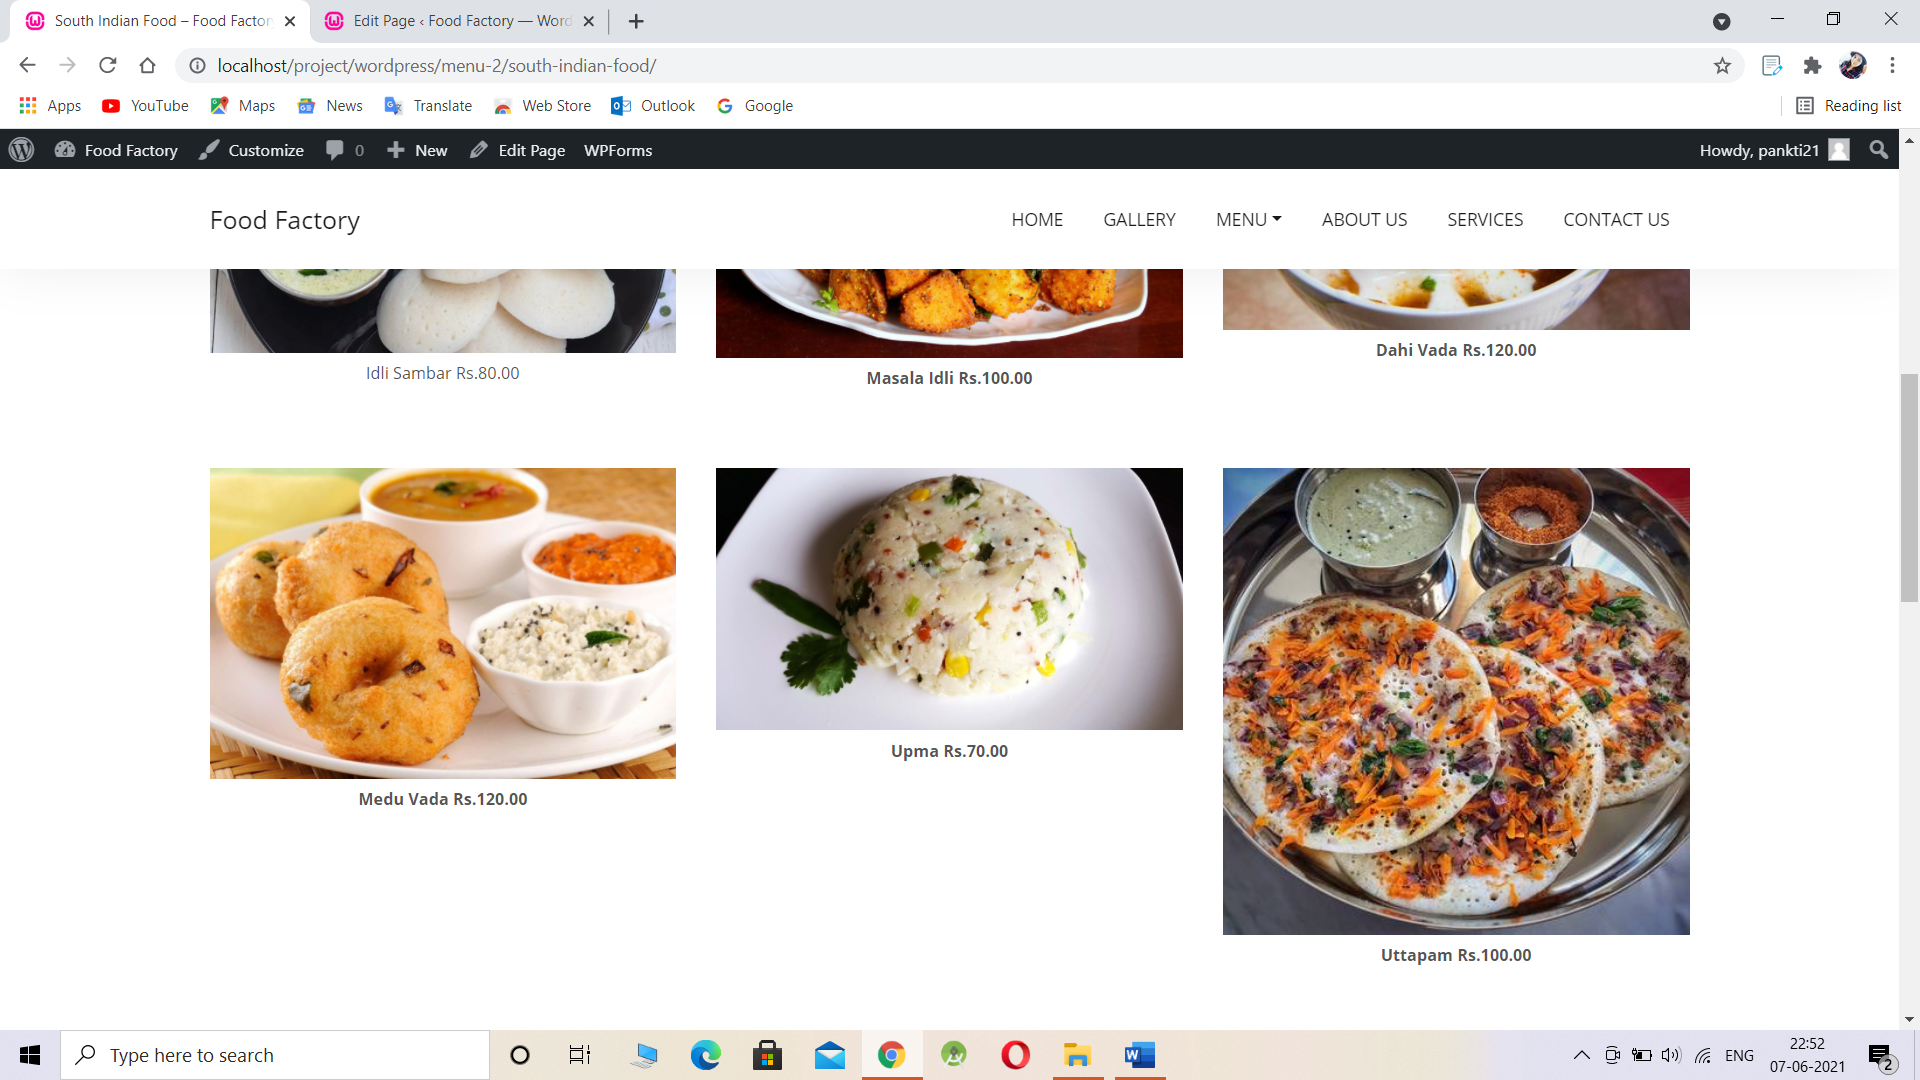 South Indian Food – Food Factor
Edit Page ‹ Food Factory — Word
localhost/project/wordpress/menu-2/south-indian-food/
Apps YouTube Maps News Translate Web Store Outlook Google Reading list
Food Factory Customize 0 New Edit Page WPForms Howdy, pankti21
Food Factory HOME GALLERY MENU ABOUT US SERVICES CONTACT US
Dahi Vada Rs.120.00
Idli Sambar Rs.80.00
Masala Idli Rs.100.00
Upma Rs.70.00
Medu Vada Rs.120.00
Uttapam Rs.100.00
Type here to search
ENG
22:52
07-06-2021
2